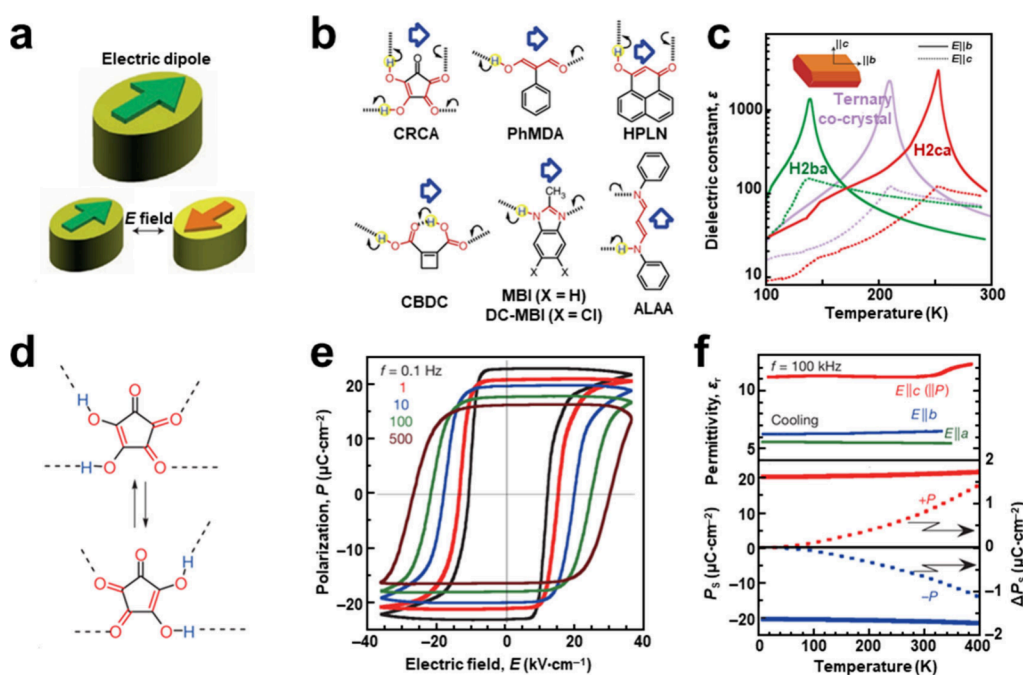 a
Electric dipole
E field
b
H
O
O
O
O
H
O
CRCA
H
O
O
PhMDA
H
O
O
HPLN
H
O
O
H
O
O
CBDC
CH₃
H
N
N
X
X
MBI (X = H)
DC-MBI (X = Cl)
N
H
N
ALAA
c
Dielectric constant, ε
1000
100
10
||c
||b
E||b
E||c
Ternary
co-crystal
H2ba
H2ca
100
200
300
Temperature (K)
d
H
O
O
O
H
O
O
O
O
H
O
O
O
H
e
Polarization, P (μC·cm⁻²)
20
10
0
−10
−20
f = 0.1 Hz
1
10
100
500
−40
−20
0
20
40
Electric field, E (kV·cm⁻¹)
f
Permittivity, εr
10
5
f = 100 kHz
E||c (||P)
E||b
Cooling
E||a
PS (μC·cm⁻²)
20
10
0
−10
−20
+P
−P
2
1
0
−1
−2
ΔPS (μC·cm⁻²)
0
100
200
300
400
Temperature (K)